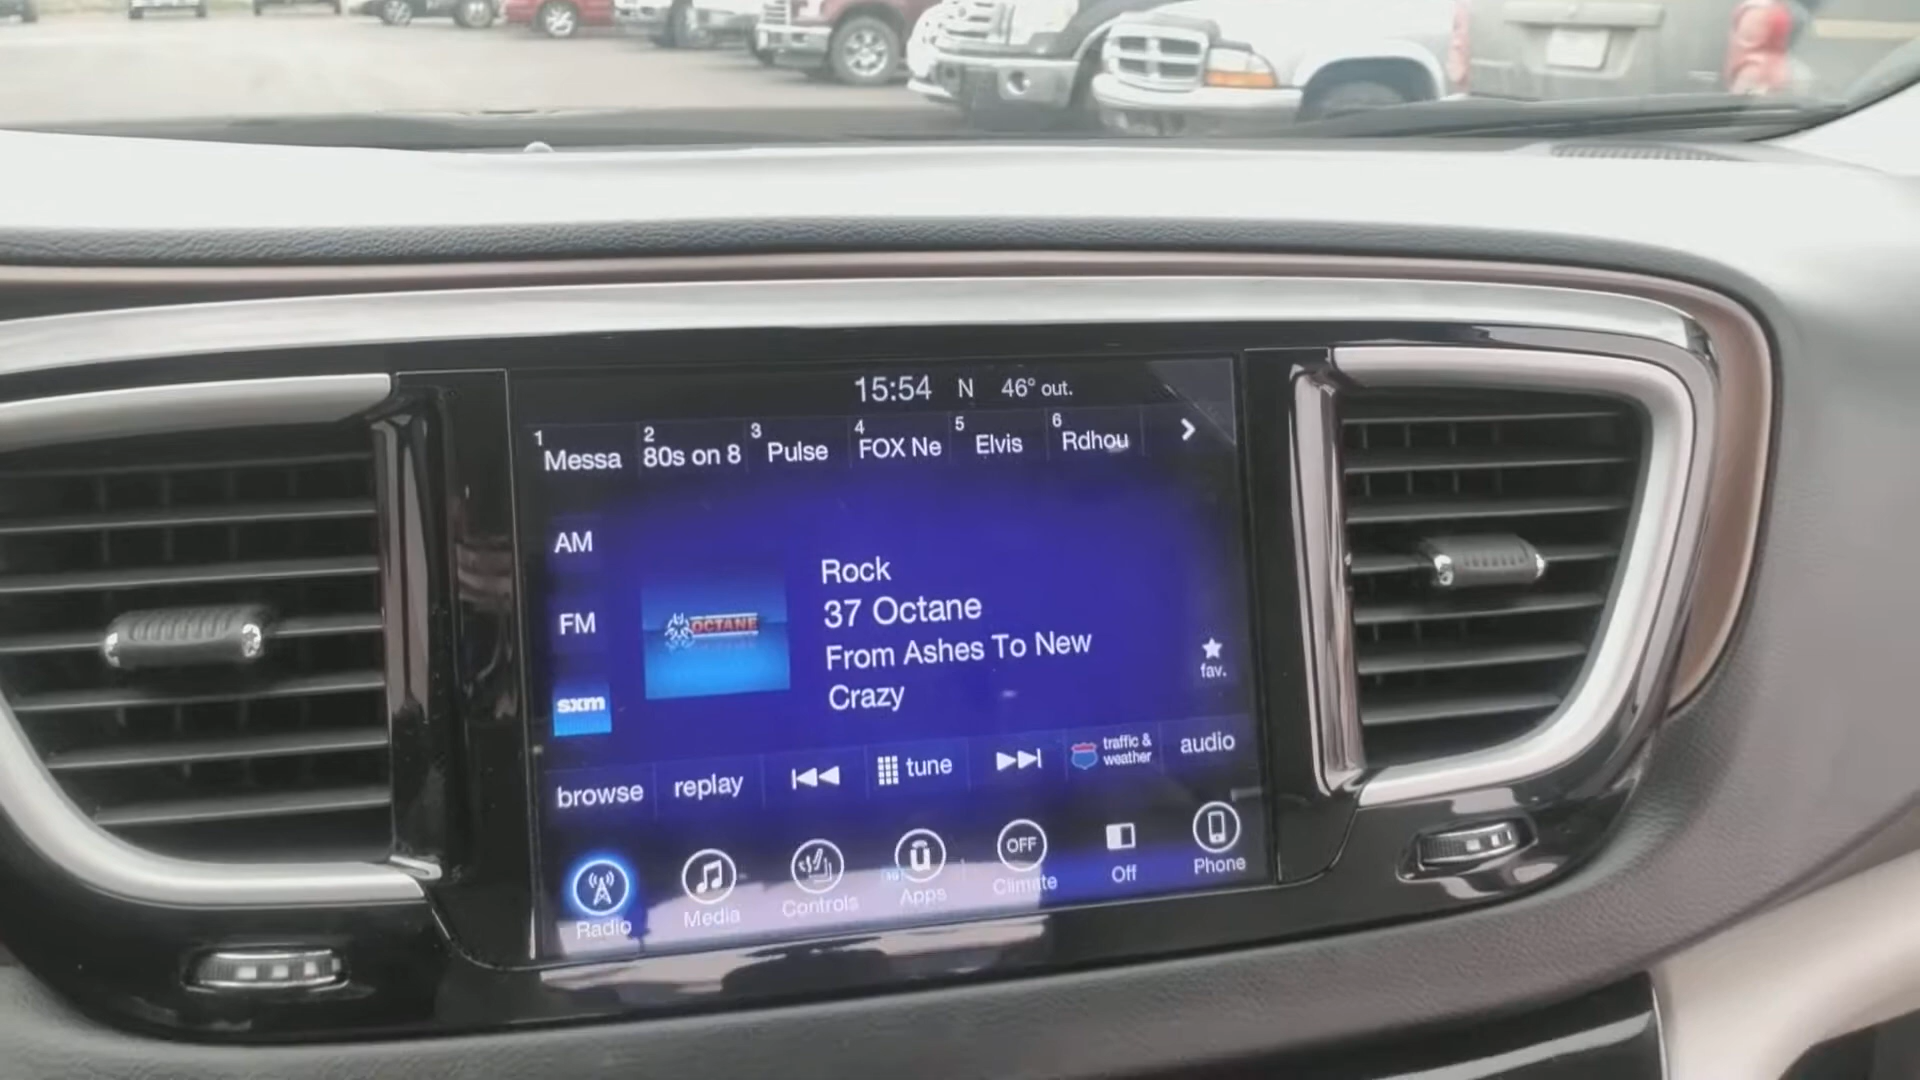 15:54 N 46° out.
1 Messa 2 80s on 8 3 Pulse 4 FOX Ne 5 Elvis 6 Rdhou
AM
FM
sxm
OCTANE
Rock
37 Octane
From Ashes To New
Crazy
fav.
browse replay tune traffic & weather audio
Radio Media Controls Apps OFF Climate Off Phone